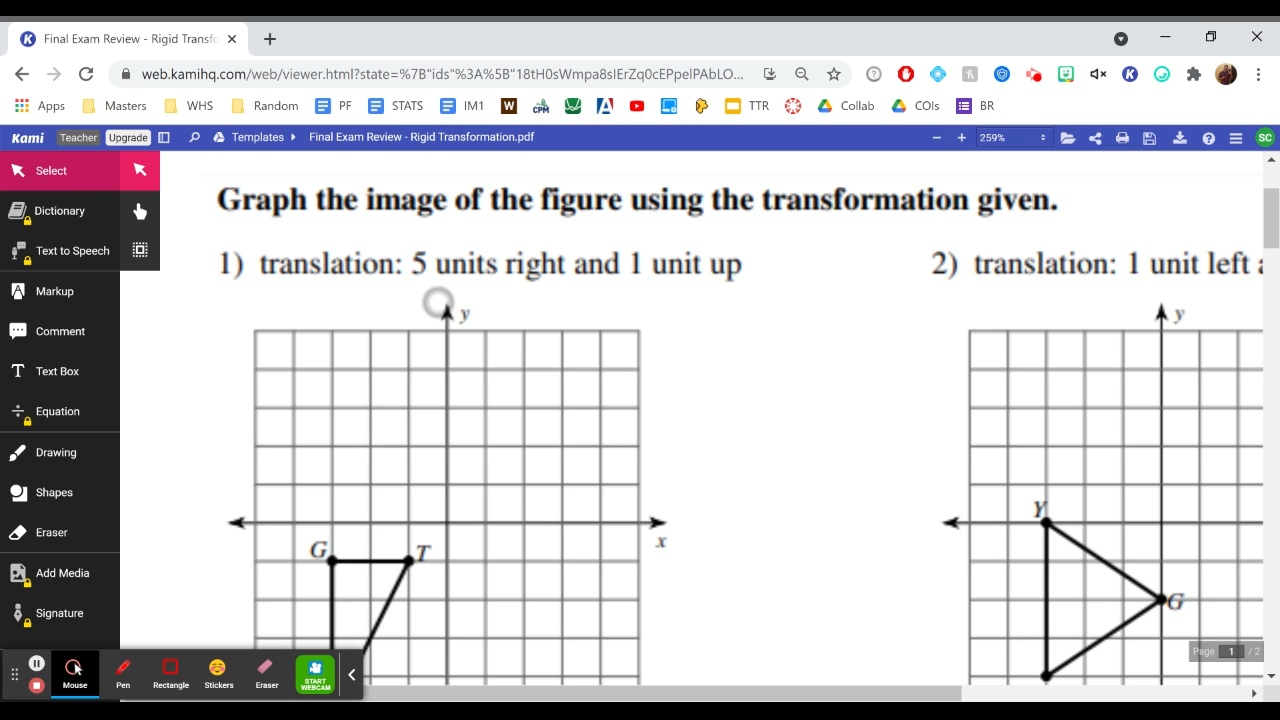 Final Exam Review - Rigid Transfo
web.kamihq.com/web/viewer.html?state=%7B"ids"%3A%5B"18tH0sWmpa8sIErZq0cEPpelPAbLO...
Apps Masters WHS Random PF STATS IM1 W CPM TTR Collab COIs BR
Kami Teacher Upgrade Templates Final Exam Review - Rigid Transformation.pdf 259% SC
Select
Dictionary
Text to Speech
Markup
Comment
Text Box
Equation
Drawing
Shapes
Eraser
Add Media
Signature
Graph the image of the figure using the transformation given.
1) translation: 5 units right and 1 unit up
2) translation: 1 unit left
y
y
x
G T
Y
G
Page 1 / 2
Mouse Pen Rectangle Stickers Eraser START WEBCAM